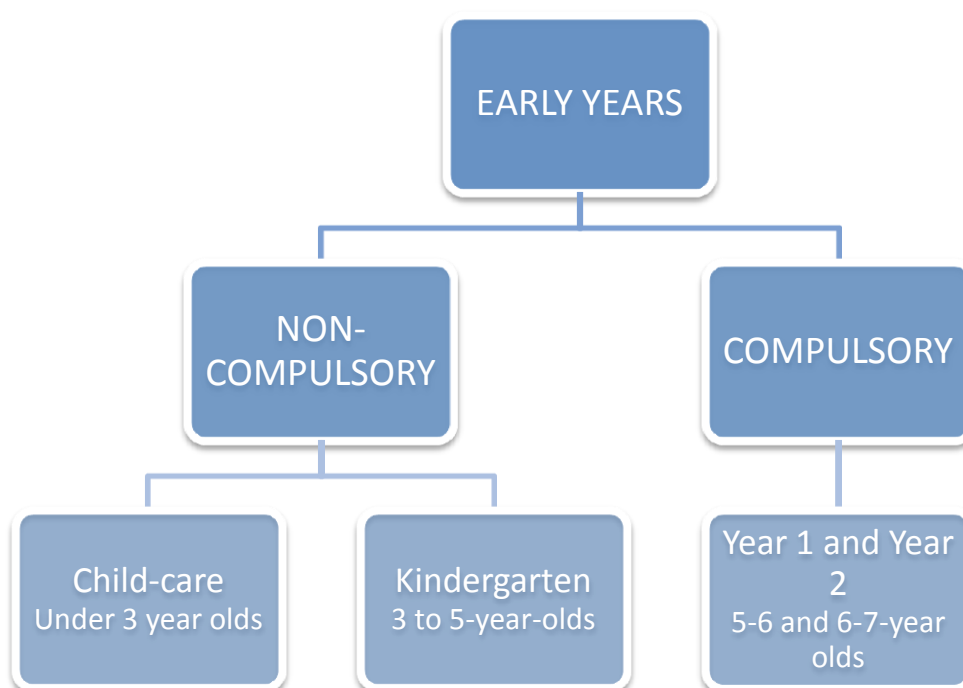 EARLY YEARS
NON-
COMPULSORY
COMPULSORY
Child-care
Under 3 year olds
Kindergarten
3 to 5-year-olds
Year 1 and Year
2
5-6 and 6-7-year
olds